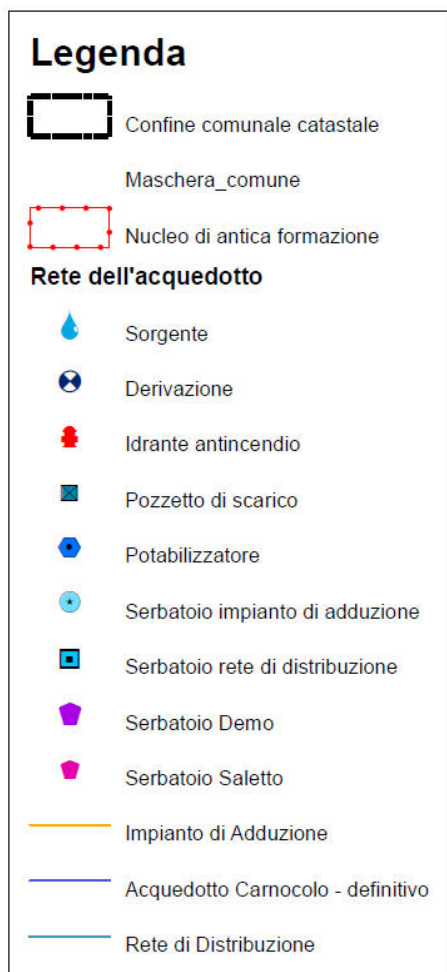 Legenda
Confine comunale catastale
Maschera_comune
Nucleo di antica formazione
Rete dell'acquedotto
Sorgente
Derivazione
Idrante antincendio
Pozzetto di scarico
Potabilizzatore
Serbatoio impianto di adduzione
Serbatoio rete di distribuzione
Serbatoio Demo
Serbatoio Saletto
Impianto di Adduzione
Acquedotto Carnocolo - definitivo
Rete di Distribuzione